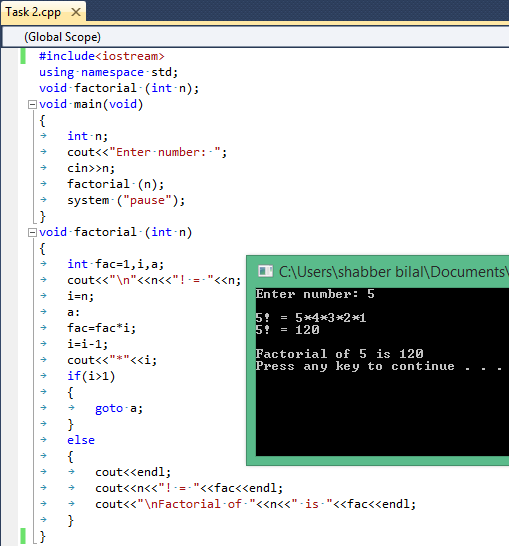 Task 2.cpp ×
(Global Scope)
#include<iostream>
using namespace std;
void factorial (int n);
void main(void)
{
int n;
cout<<"Enter number: ";
cin>>n;
factorial (n);
system ("pause");
}
void factorial (int n)
{
int fac=1,i,a;
cout<<"\n"<<n<<"! = "<<n;
i=n;
a:
fac=fac*i;
i=i-1;
cout<<"*"<<i;
if(i>1)
{
goto a;
}
else
{
cout<<endl;
cout<<n<<"! = "<<fac<<endl;
cout<<"\nFactorial of "<<n<<" is "<<fac<<endl;
}
}
C:\Users\shabber bilal\Documents\
Enter number: 5
5! = 5*4*3*2*1
5! = 120
Factorial of 5 is 120
Press any key to continue . . .